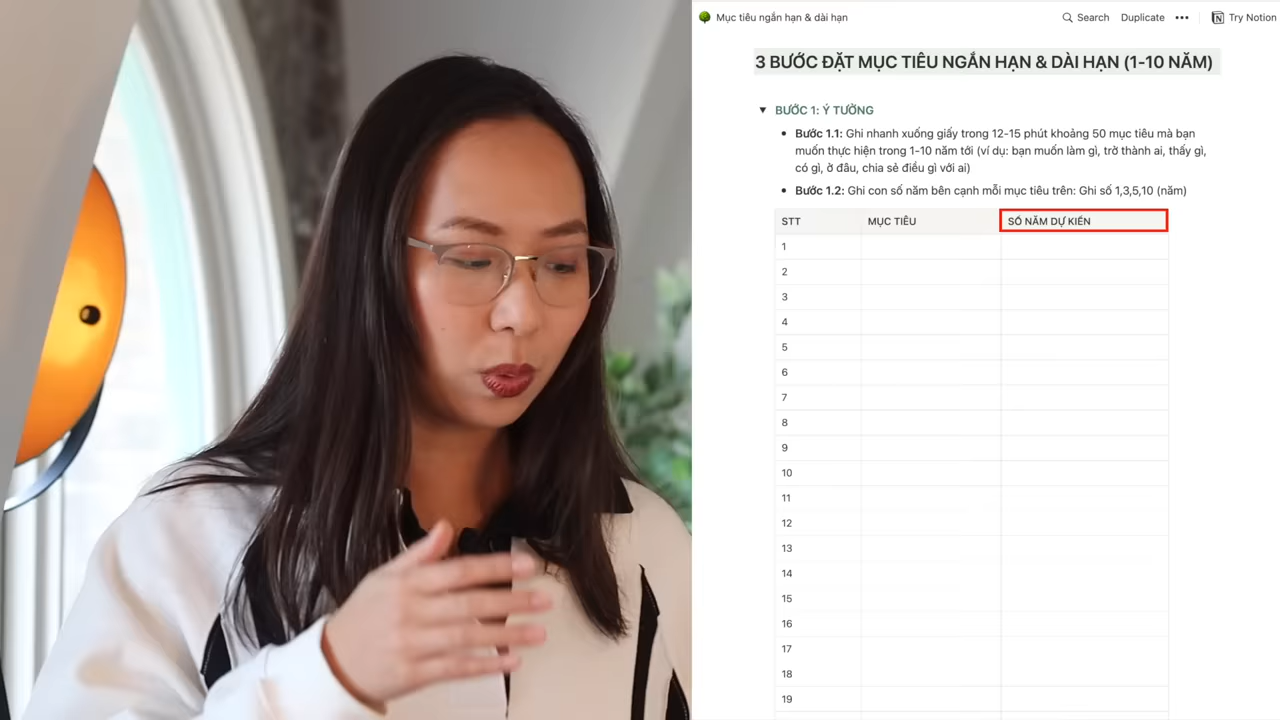 Mục tiêu ngắn hạn & dài hạn
Search Duplicate ••• Try Notion
3 BƯỚC ĐẶT MỤC TIÊU NGẮN HẠN & DÀI HẠN (1-10 NĂM)
BƯỚC 1: Ý TƯỞNG
Bước 1.1: Ghi nhanh xuống giấy trong 12-15 phút khoảng 50 mục tiêu mà bạn
muốn thực hiện trong 1-10 năm tới (ví dụ: bạn muốn làm gì, trở thành ai, thấy gì,
có gì, ở đâu, chia sẻ điều gì với ai)
Bước 1.2: Ghi con số năm bên cạnh mỗi mục tiêu trên: Ghi số 1,3,5,10 (năm)
STT MỤC TIÊU SỐ NĂM DỰ KIẾN
1
2
3
4
5
6
7
8
9
10
11
12
13
14
15
16
17
18
19